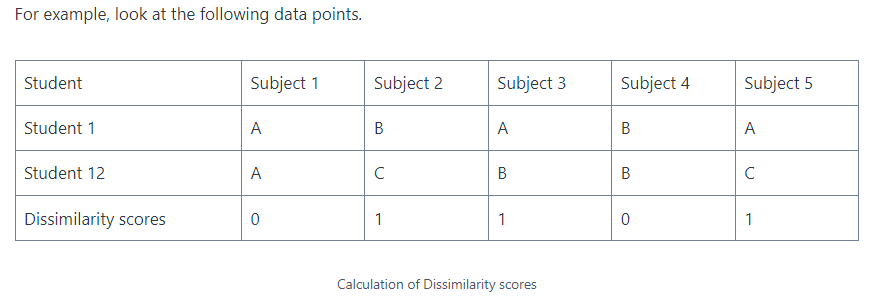 For example, look at the following data points.
Student Subject 1 Subject 2 Subject 3 Subject 4 Subject 5
Student 1 A B A B A
Student 12 A C B B C
Dissimilarity scores 0 1 1 0 1
Calculation of Dissimilarity scores